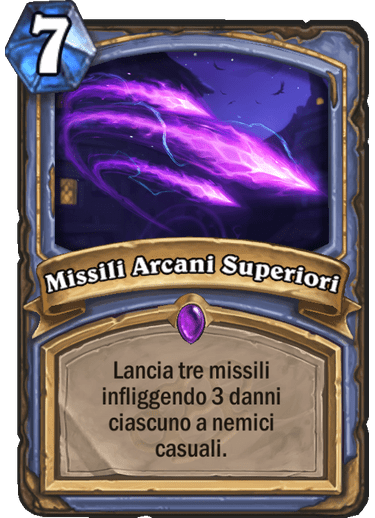 7
Missili Arcani Superiori
Lancia tre missili
infliggendo 3 danni
ciascuno a nemici
casuali.